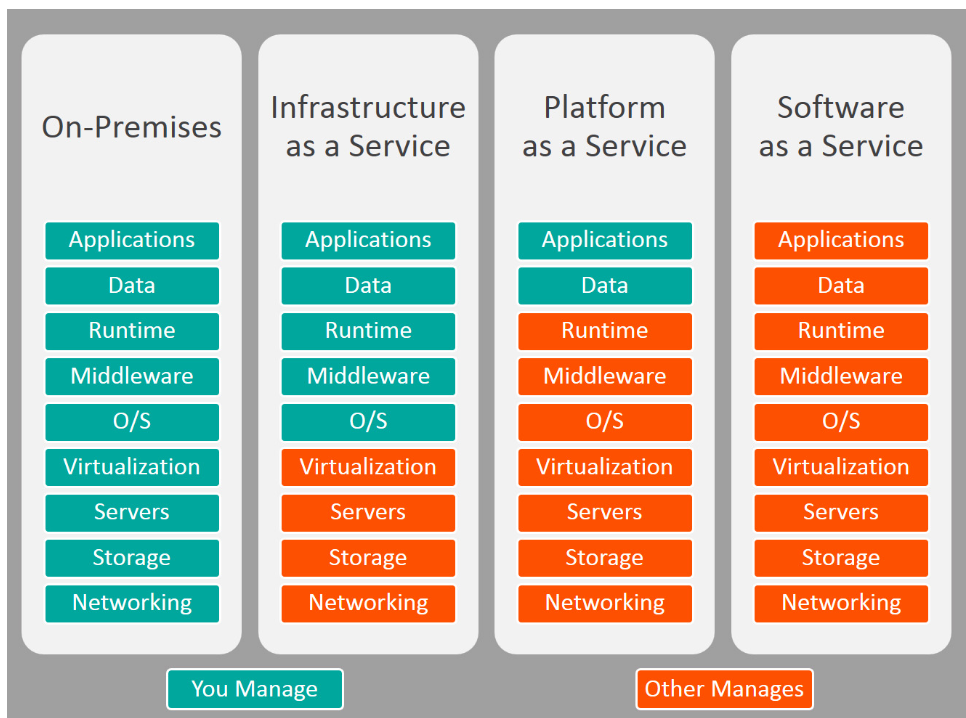 On-Premises
Applications
Data
Runtime
Middleware
O/S
Virtualization
Servers
Storage
Networking
Infrastructure
as a Service
Applications
Data
Runtime
Middleware
O/S
Virtualization
Servers
Storage
Networking
Platform
as a Service
Applications
Data
Runtime
Middleware
O/S
Virtualization
Servers
Storage
Networking
Software
as a Service
Applications
Data
Runtime
Middleware
O/S
Virtualization
Servers
Storage
Networking
You Manage
Other Manages